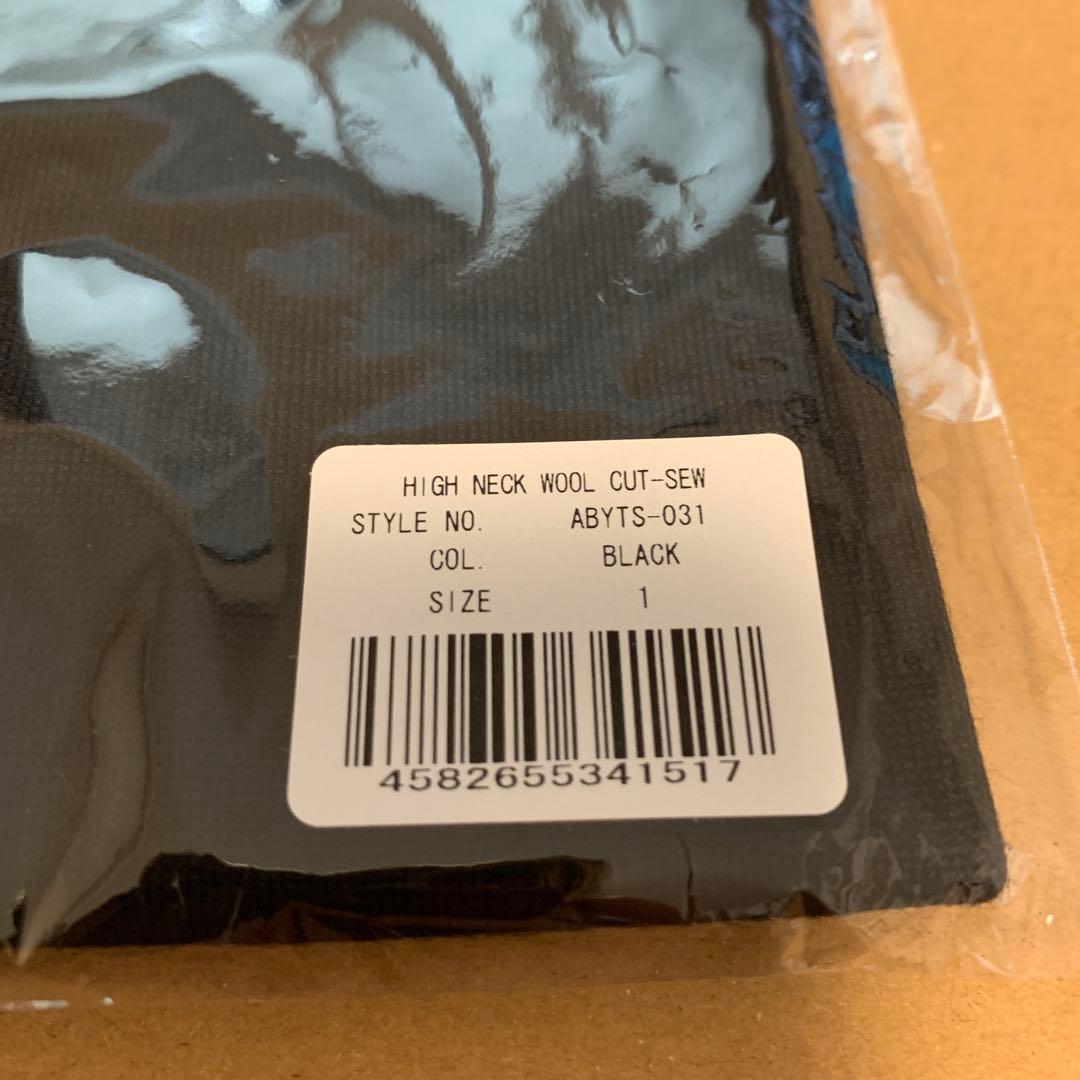 HIGH NECK WOOL CUT-SEW
STYLE NO. ABYTS-031
COL. BLACK
SIZE 1
4582655341517